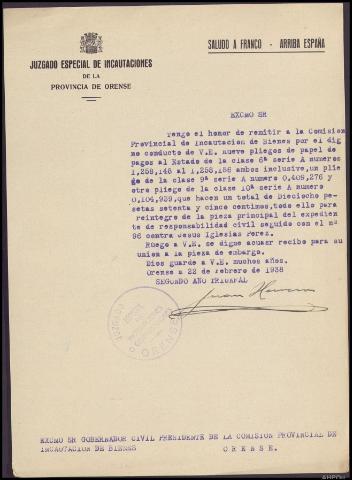 SALUDO A FRANCO - ARRIBA ESPAÑA
JUZGADO ESPECIAL DE INCAUTACIONES
DE LA
PROVINCIA DE ORENSE
EXCMO SR
Tengo el honor de remitir a la Comision
Provincial de Incautacion de Bienes por el dig
no conducto de V.E. nueve pliegos de papel de
pagos al Estado de la clase 6ª serie A numeros
1,258,148 al 1,258,156 ambos inclusive, un plie
go de la clase 9ª serie A numero 0,409,276 y
otro pliego de la clase 10ª serie A numero
0,104,939, que hacen un total de Dieciocho pe
setas setenta y cinco centimos, todo ello para
reintegro de la pieza principal del expedien
te de responsabilidad civil seguido con el nº
96 contra Jesus Iglesias Perez.
Ruego a V.E. se digne acusar recibo para su
union a la pieza de embargo.
Dios guarde a V.E. muchos años.
Orense a 22 de febrero de 1938
SEGUNDO AÑO TRIUNFAL
Juan
JUZGADO
ORENSE
EXCMO SR GOBERNADOR CIVIL PRESIDENTE DE LA COMISION PROVINCIAL DE
INCAUTACION DE BIENES ORENSE.